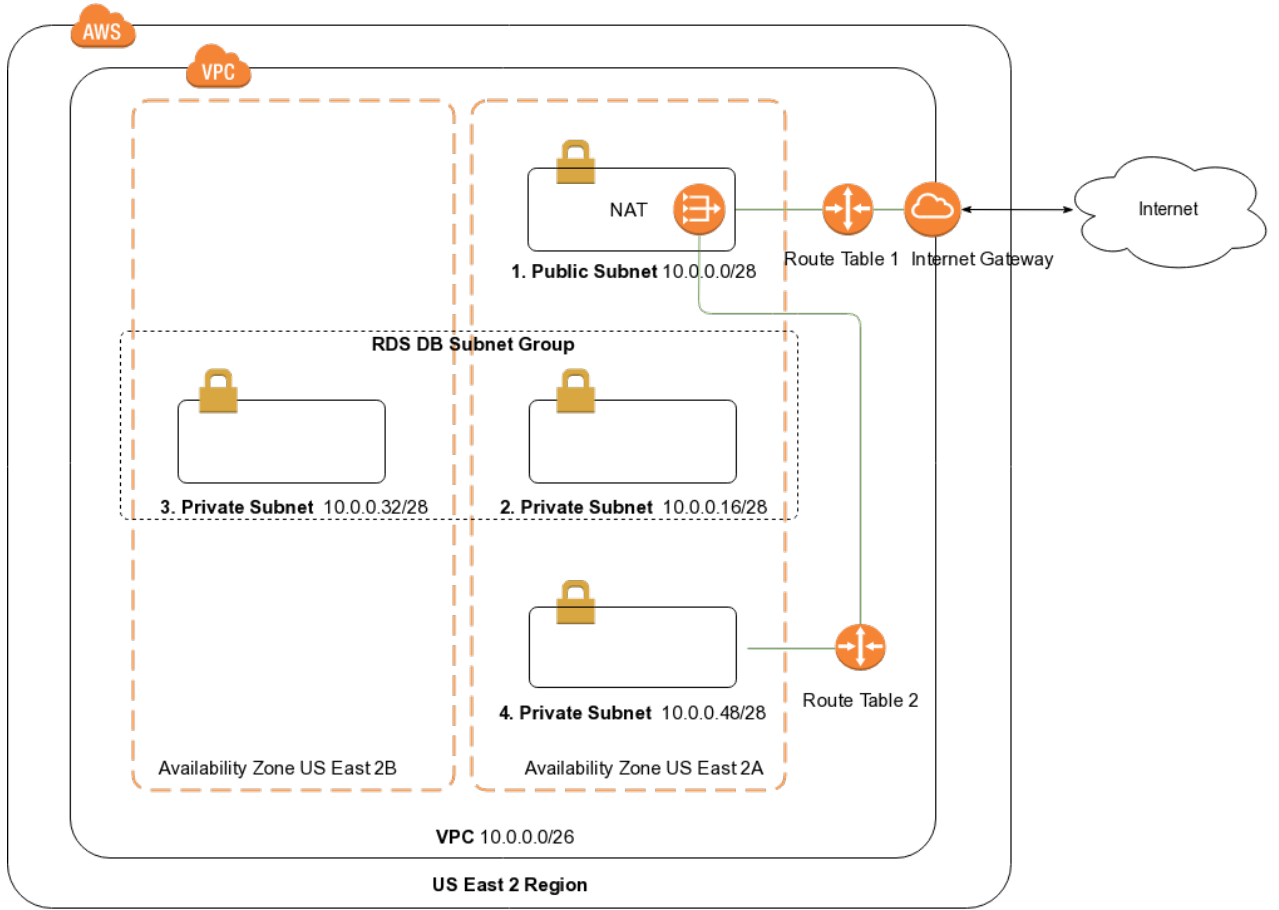 AWS
VPC
NAT
Internet
Route Table 1
Internet Gateway
1. Public Subnet 10.0.0.0/28
RDS DB Subnet Group
3. Private Subnet 10.0.0.32/28
2. Private Subnet 10.0.0.16/28
Route Table 2
4. Private Subnet 10.0.0.48/28
Availability Zone US East 2B
Availability Zone US East 2A
VPC 10.0.0.0/26
US East 2 Region